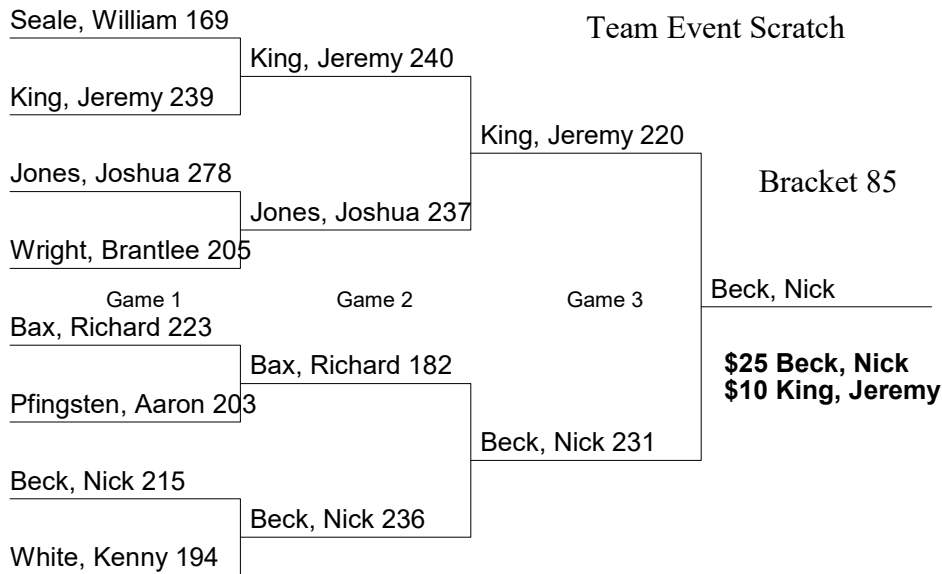 Seale, William 169
Team Event Scratch
King, Jeremy 240
King, Jeremy 239
King, Jeremy 220
Jones, Joshua 278
Bracket 85
Jones, Joshua 237
Wright, Brantlee 205
Game 1
Game 2
Game 3
Beck, Nick
Bax, Richard 223
Bax, Richard 182
$25 Beck, Nick
$10 King, Jeremy
Pfingsten, Aaron 203
Beck, Nick 231
Beck, Nick 215
Beck, Nick 236
White, Kenny 194